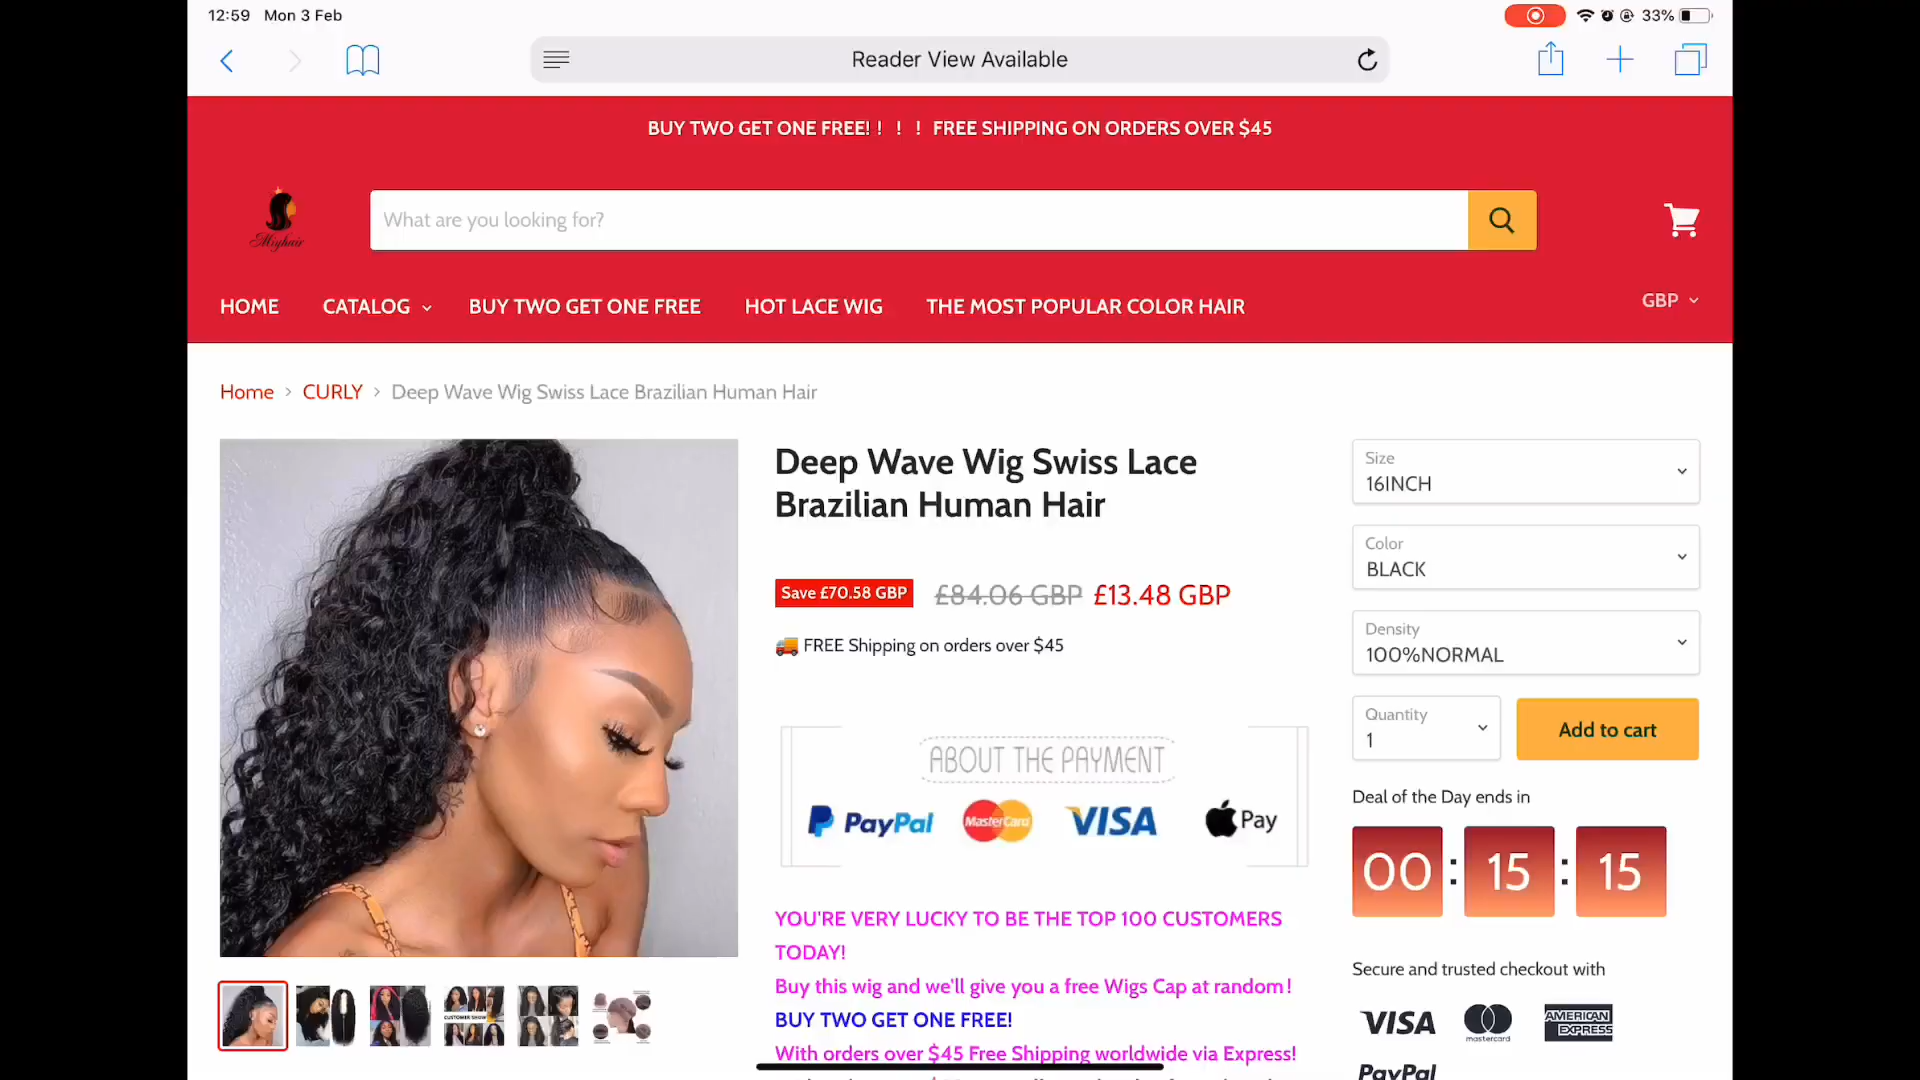 12:59 Mon 3 Feb
33%
Reader View Available
BUY TWO GET ONE FREE! ! ! ! FREE SHIPPING ON ORDERS OVER $45
Miyhair
What are you looking for?
HOME CATALOG BUY TWO GET ONE FREE HOT LACE WIG THE MOST POPULAR COLOR HAIR
GBP
Home > CURLY > Deep Wave Wig Swiss Lace Brazilian Human Hair
Deep Wave Wig Swiss Lace
Brazilian Human Hair
Save £70.58 GBP £84.06 GBP £13.48 GBP
FREE Shipping on orders over $45
ABOUT THE PAYMENT
PayPal MasterCard VISA Pay
YOU'RE VERY LUCKY TO BE THE TOP 100 CUSTOMERS
TODAY!
Buy this wig and we'll give you a free Wigs Cap at random!
BUY TWO GET ONE FREE!
With orders over $45 Free Shipping worldwide via Express!
Size
16INCH
Color
BLACK
Density
100%NORMAL
Quantity
1
Add to cart
Deal of the Day ends in
00 : 15 : 15
Secure and trusted checkout with
VISA mastercard AMERICAN EXPRESS
PayPal
CUSTOMER SHOW